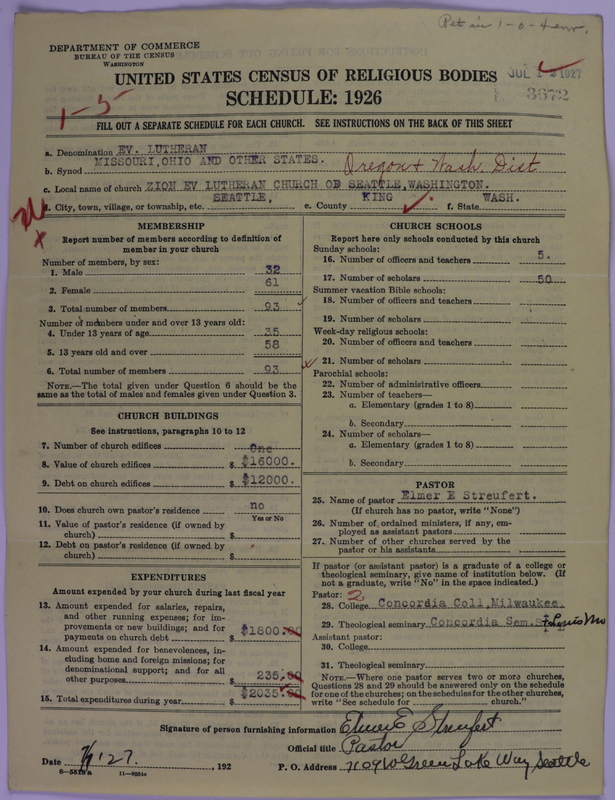 Pet in 1-0-4 em.
DEPARTMENT OF COMMERCE
BUREAU OF THE CENSUS
WASHINGTON
UNITED STATES CENSUS OF RELIGIOUS BODIES
JUL 12 1927
SCHEDULE: 1926
3672
1-5
FILL OUT A SEPARATE SCHEDULE FOR EACH CHURCH. SEE INSTRUCTIONS ON THE BACK OF THIS SHEET
a. Denomination EV. LUTHERAN
b. Synod MISSOURI, OHIO AND OTHER STATES. Oregon & Wash. Dist
c. Local name of church ZION EV LUTHERAN CHURCH OF SEATTLE, WASHINGTON.
d. City, town, village, or township, etc. SEATTLE, e. County KING f. State WASH.
MEMBERSHIP
Report number of members according to definition of
member in your church
Number of members, by sex:
1. Male 32
2. Female 61
3. Total number of members 93
Number of members under and over 13 years old:
4. Under 13 years of age 35
5. 13 years old and over 58
6. Total number of members 93
NOTE.—The total given under Question 6 should be the
same as the total of males and females given under Question 3.
CHURCH BUILDINGS
See instructions, paragraphs 10 to 12
7. Number of church edifices One
8. Value of church edifices $ $16000.
9. Debt on church edifices $ $12000.
10. Does church own pastor's residence? no
Yes or No
11. Value of pastor's residence (if owned by
church) $
12. Debt on pastor's residence (if owned by
church) $
EXPENDITURES
Amount expended by your church during last fiscal year
13. Amount expended for salaries, repairs,
and other running expenses; for im-
provements or new buildings; and for
payments on church debt $ $1800.00
14. Amount expended for benevolences, in-
cluding home and foreign missions; for
denominational support; and for all
other purposes $ 235.00
15. Total expenditures during year $ $2035.00
CHURCH SCHOOLS
Report here only schools conducted by this church
Sunday schools:
16. Number of officers and teachers 5.
17. Number of scholars 50
Summer vacation Bible schools:
18. Number of officers and teachers
19. Number of scholars
Week-day religious schools:
20. Number of officers and teachers
21. Number of scholars
Parochial schools:
22. Number of administrative officers
23. Number of teachers—
a. Elementary (grades 1 to 8)
b. Secondary
24. Number of scholars—
a. Elementary (grades 1 to 8)
b. Secondary
PASTOR
25. Name of pastor Elmer E Streufert.
(If church has no pastor, write "None")
26. Number of ordained ministers, if any, em-
ployed as assistant pastors
27. Number of other churches served by the
pastor or his assistants
If pastor (or assistant pastor) is a graduate of a college or
theological seminary, give name of institution below. (If
not a graduate, write "No" in the space indicated.)
Pastor: 2
28. College Concordia Coll, Milwaukee.
29. Theological seminary Concordia Sem. St Louis Mo
Assistant pastor:
30. College
31. Theological seminary
NOTE.—Where one pastor serves two or more churches,
Questions 28 and 29 should be answered only on the schedule
for one of the churches; on the schedules for the other churches,
write "See schedule for church."
Signature of person furnishing information Elmer E Streufert
Official title Pastor
Date 7/1 '27. , 192 P. O. Address 7109 W Green Lake Way Seattle
8-5518a 11-9554a